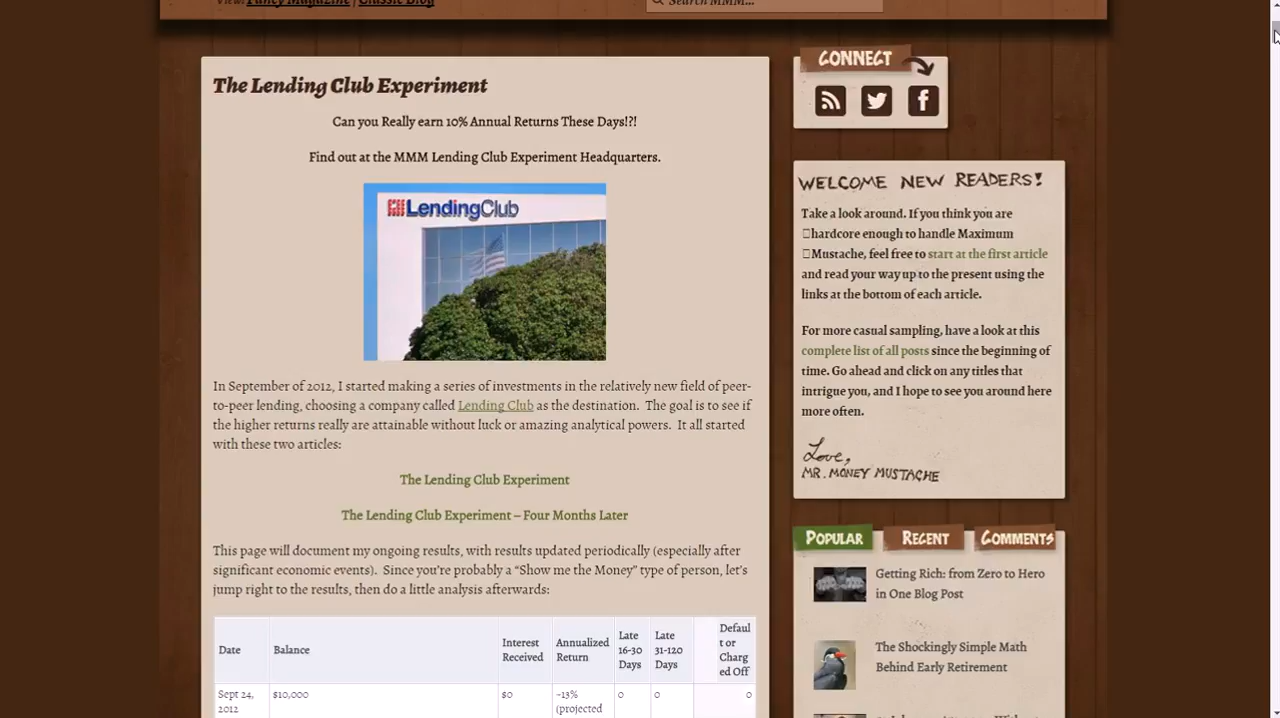 View: Fancy Magazine | Classic Blog
Search MMM...
The Lending Club Experiment
Can you Really earn 10% Annual Returns These Days!?!
Find out at the MMM Lending Club Experiment Headquarters.
LendingClub
In September of 2012, I started making a series of investments in the relatively new field of peer-
to-peer lending, choosing a company called Lending Club as the destination. The goal is to see if
the higher returns really are attainable without luck or amazing analytical powers. It all started
with these two articles:
The Lending Club Experiment
The Lending Club Experiment – Four Months Later
This page will document my ongoing results, with results updated periodically (especially after
significant economic events). Since you're probably a “Show me the Money” type of person, let's
jump right to the results, then do a little analysis afterwards:
Date
Balance
Interest
Received
Annualized
Return
Late
16-30
Days
Late
31-120
Days
Defaul
t or
Charg
ed Off
Sept 24,
2012
$10,000
$0
~13%
(projected
0
0
0
CONNECT
WELCOME NEW READERS!
Take a look around. If you think you are
hardcore enough to handle Maximum
Mustache, feel free to start at the first article
and read your way up to the present using the
links at the bottom of each article.
For more casual sampling, have a look at this
complete list of all posts since the beginning of
time. Go ahead and click on any titles that
intrigue you, and I hope to see you around here
more often.
Love,
MR. MONEY MUSTACHE
POPULAR
RECENT
COMMENTS
Getting Rich: from Zero to Hero
in One Blog Post
The Shockingly Simple Math
Behind Early Retirement